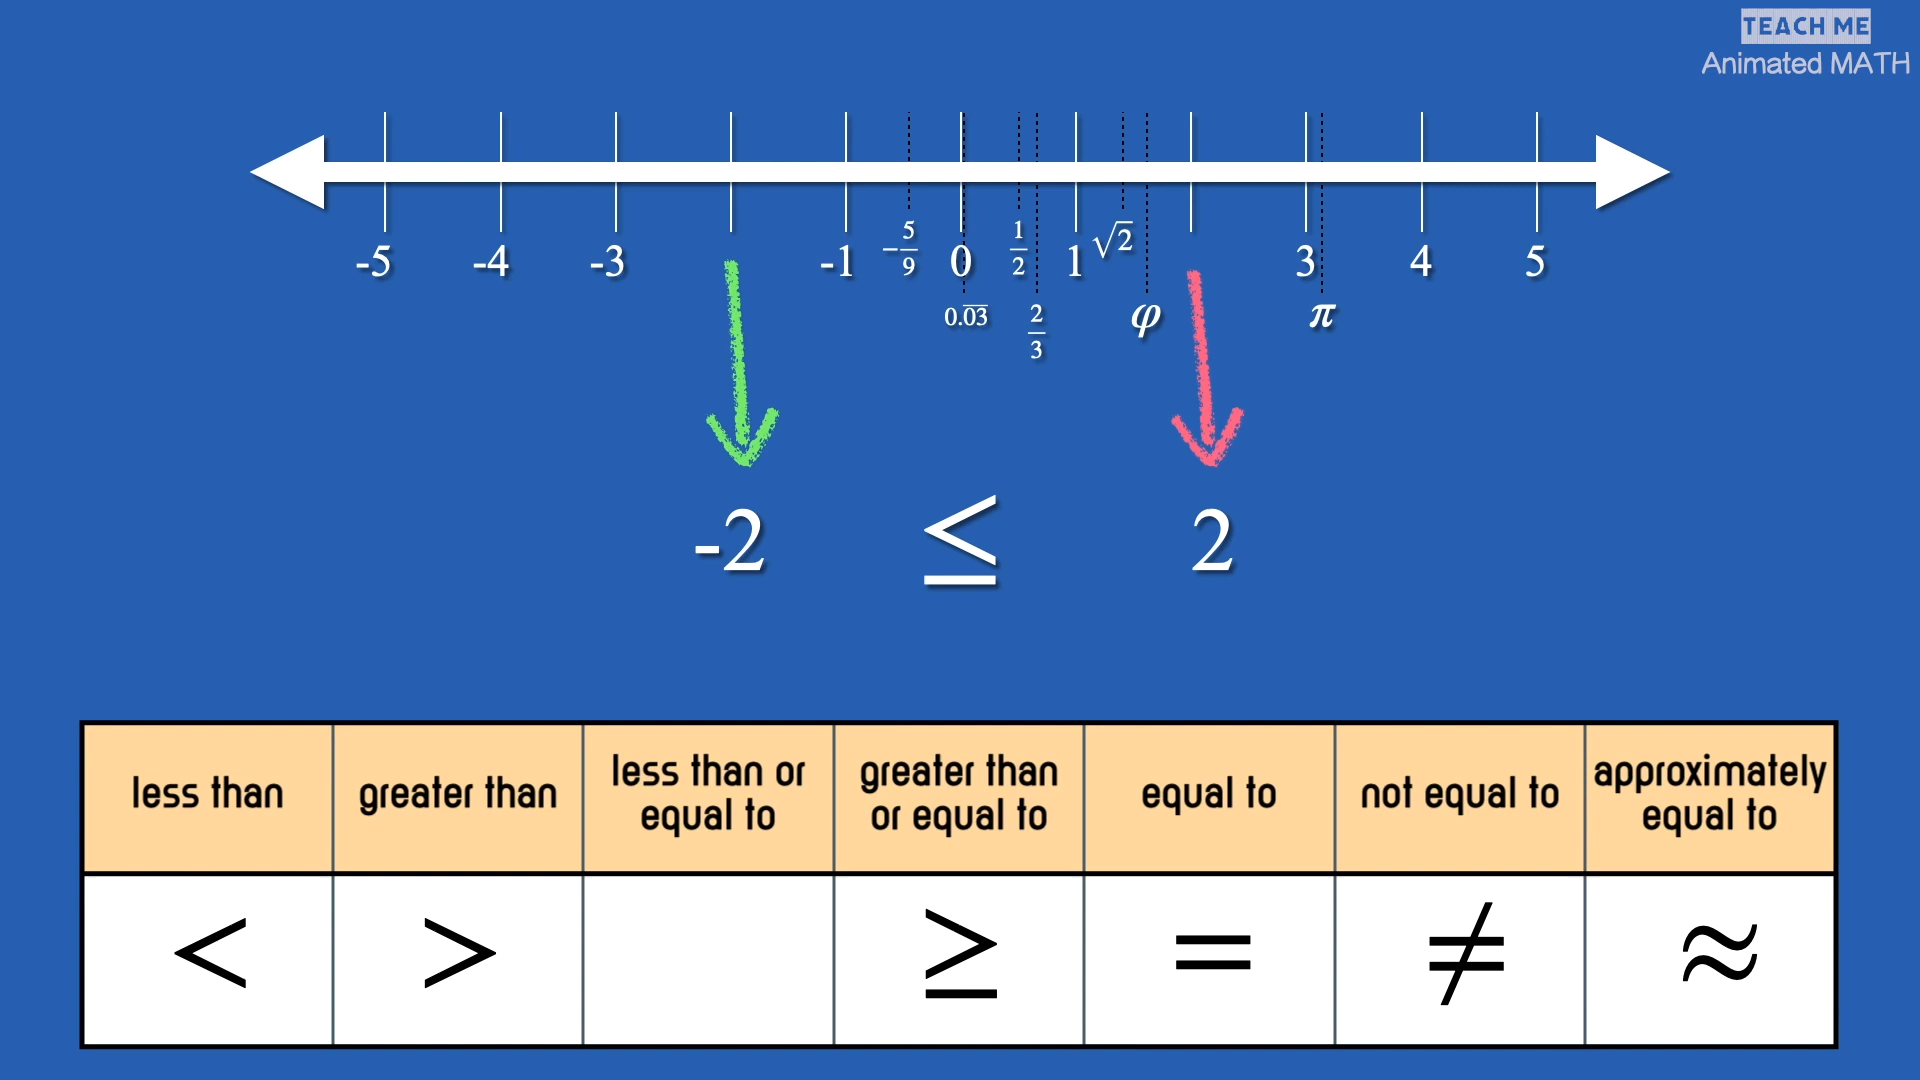 TEACH ME
Animated MATH
-5 -4 -3 -1 -5/9 0 1/2 1 √2 3 4 5
0.0̅3̅ 2/3 φ π
-2 ≤ 2
less than greater than less than or equal to greater than or equal to equal to not equal to approximately equal to
< > ≥ = ≠ ≈